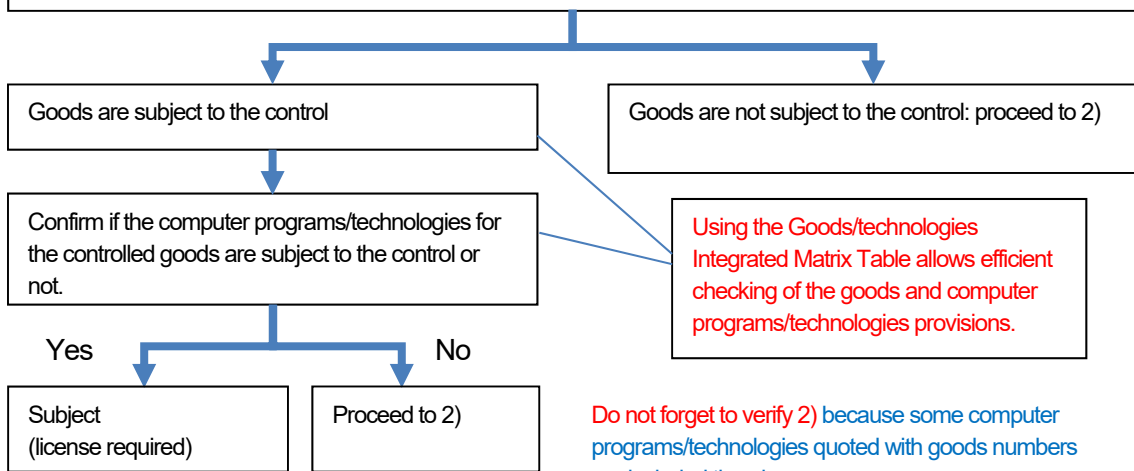 Goods are subject to the control
Goods are not subject to the control: proceed to 2)
Confirm if the computer programs/technologies for
the controlled goods are subject to the control or
not.
Using the Goods/technologies
Integrated Matrix Table allows efficient
checking of the goods and computer
programs/technologies provisions.
Yes
No
Subject
(license required)
Proceed to 2)
Do not forget to verify 2) because some computer
programs/technologies quoted with goods numbers